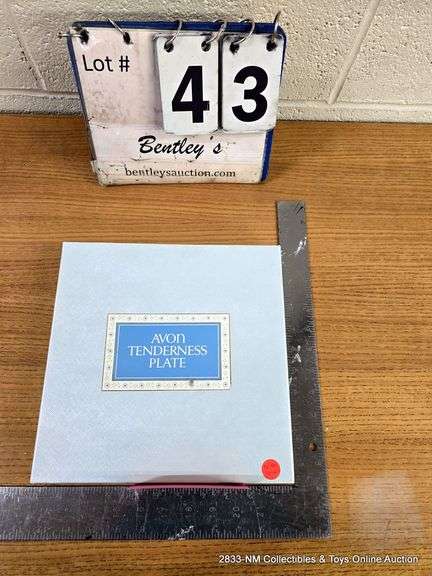 Lot #
43
Bentley's
bentleysauction.com
AVON
TENDERNESS
PLATE
2833-NM Collectibles & Toys Online Auction